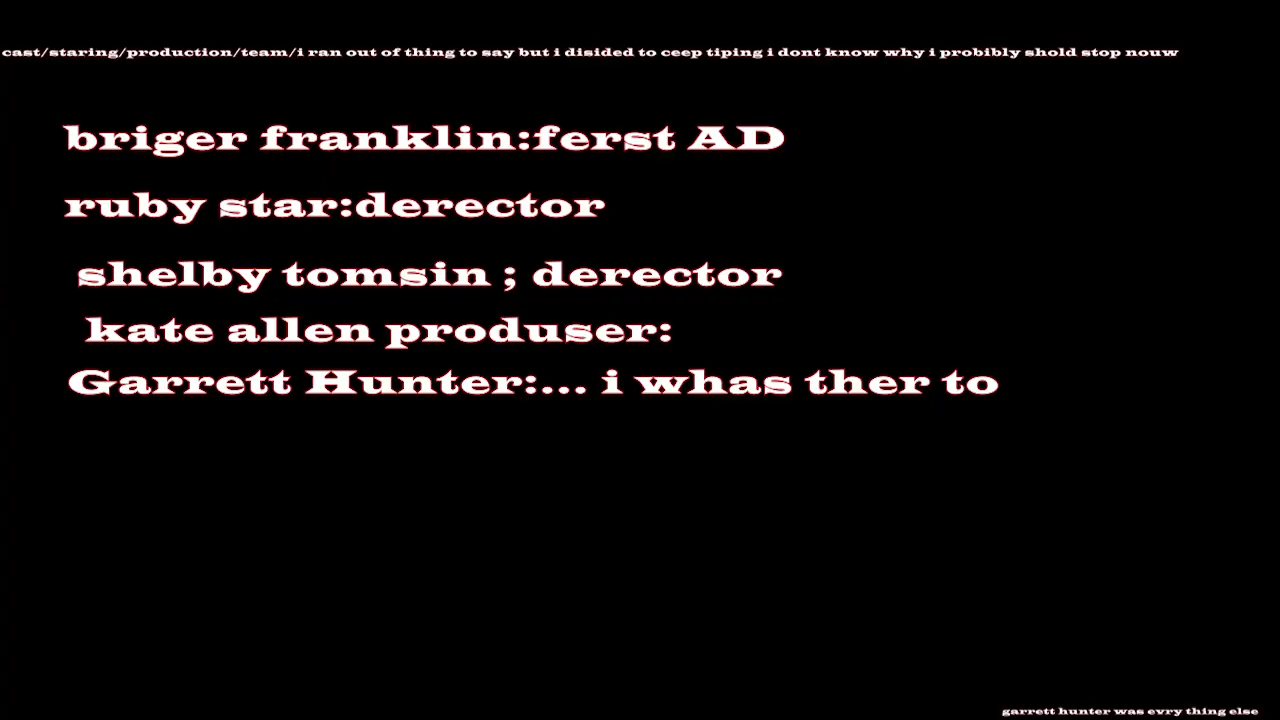 cast/staring/production/team/i ran out of thing to say but i disided to ceep tiping i dont know why i probibly shold stop nouw
briger franklin:ferst AD
ruby star:derector
shelby tomsin ; derector
kate allen produser:
Garrett Hunter:... i whas ther to
garrett hunter was evry thing else